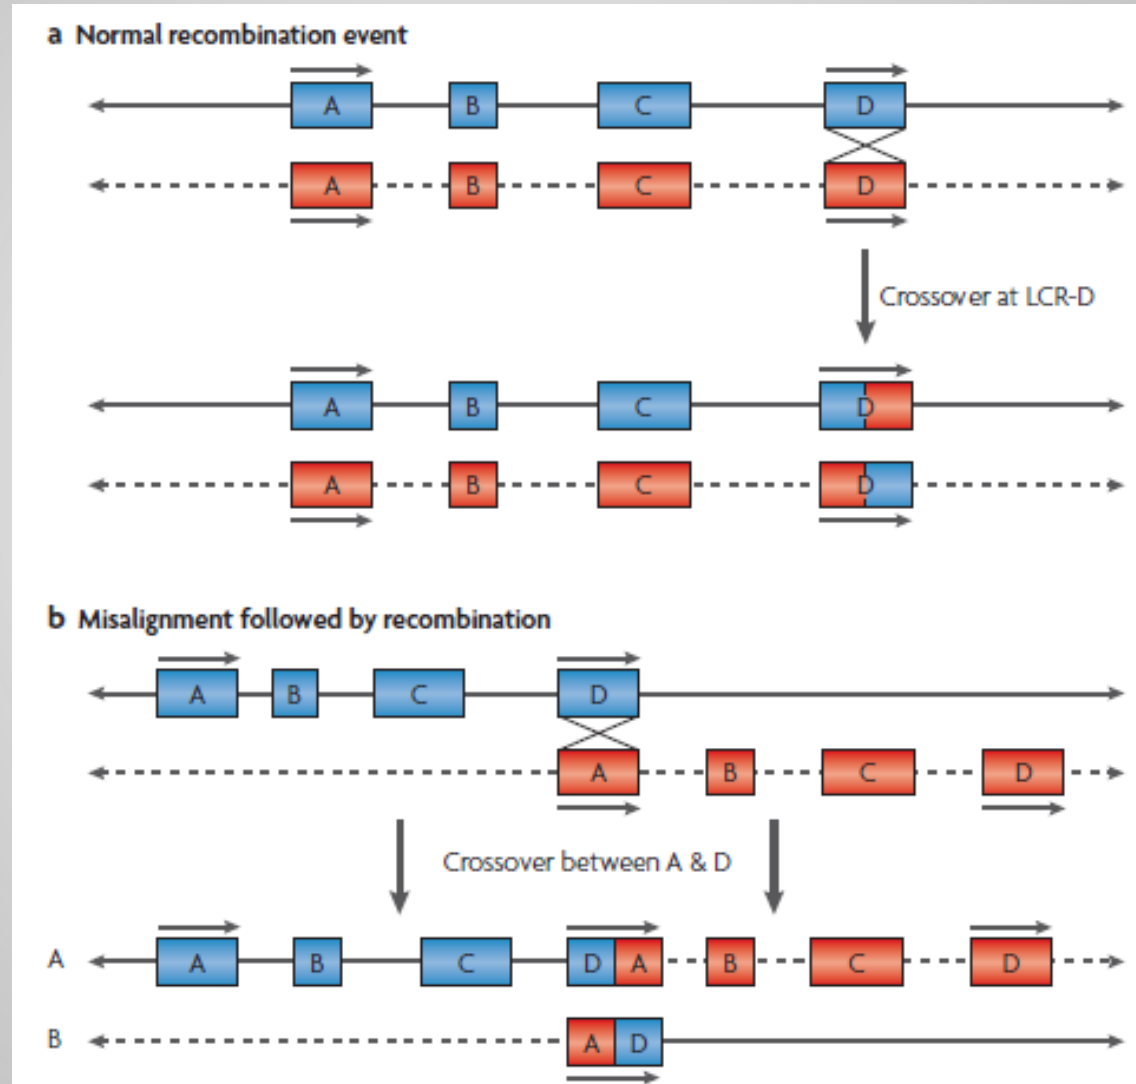 a Normal recombination event
A B C D
A B C D
Crossover at LCR-D
A B C D
A B C D
b Misalignment followed by recombination
A B C D
A B C D
Crossover between A & D
A A B C D A B C D
B A D